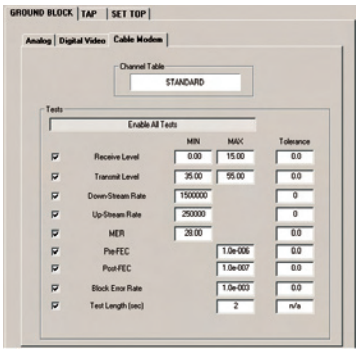 GROUND BLOCK TAP SET TOP
Analog Digital Video Cable Modem
Channel Table
STANDARD
Tests
Enable All Tests
MIN MAX Tolerance
Receive Level 0.00 15.00 0.0
Transmit Level 35.00 55.00 0.0
Down-Stream Rate 1500000 0
Up-Stream Rate 250000 0
MER 28.00 0.0
Pre-FEC 1.0e-006 0.0
Post-FEC 1.0e-007 0.0
Block Error Rate 1.0e-003 0.0
Test Length (sec) 2 n/a